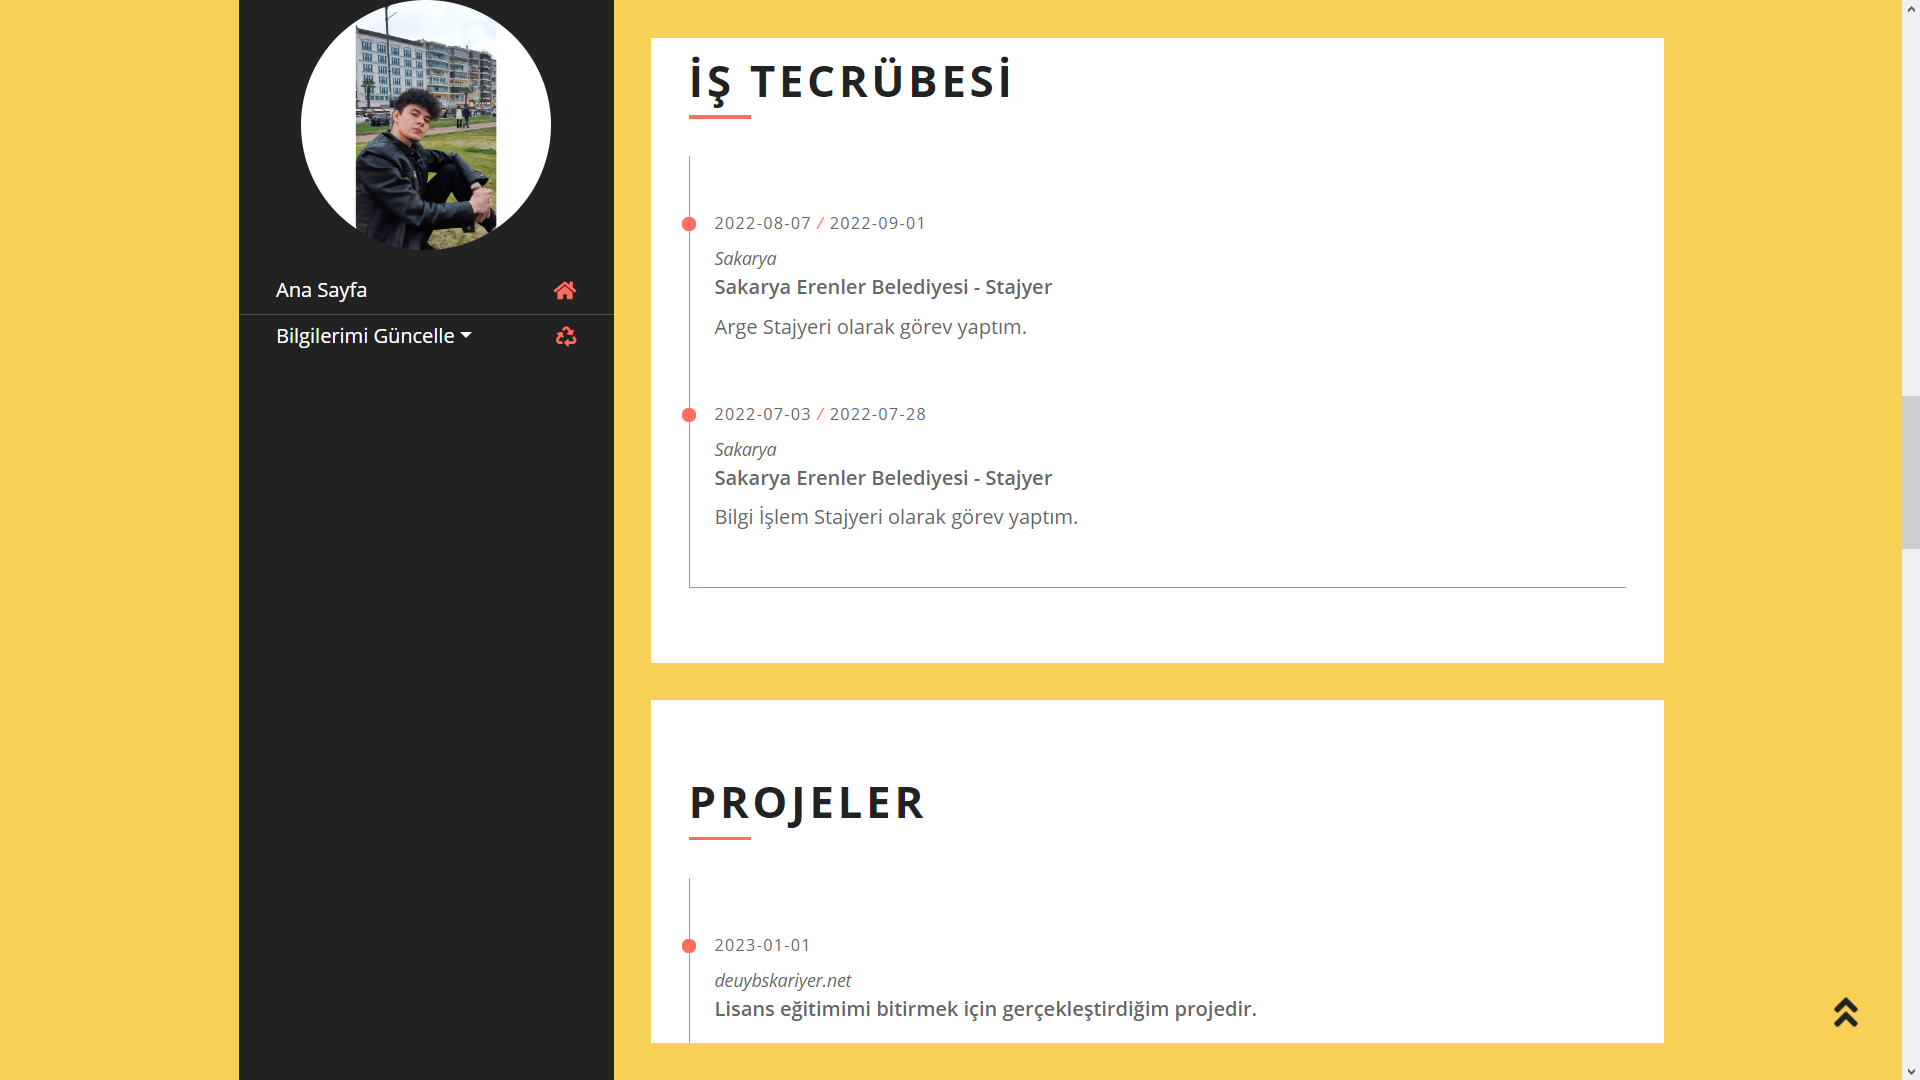 Ana Sayfa
Bilgilerimi Güncelle
İŞ TECRÜBESİ
2022-08-07 / 2022-09-01
Sakarya
Sakarya Erenler Belediyesi - Stajyer
Arge Stajyeri olarak görev yaptım.
2022-07-03 / 2022-07-28
Sakarya
Sakarya Erenler Belediyesi - Stajyer
Bilgi İşlem Stajyeri olarak görev yaptım.
PROJELER
2023-01-01
deuybskariyer.net
Lisans eğitimimi bitirmek için gerçekleştirdiğim projedir.